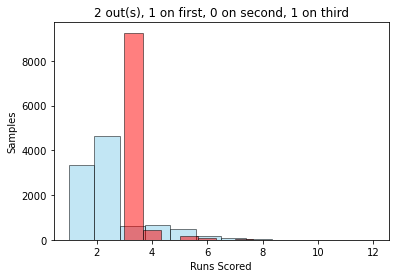 2 out(s), 1 on first, 0 on second, 1 on third
8000
6000
4000
2000
0
Samples
2 4 6 8 10 12
Runs Scored